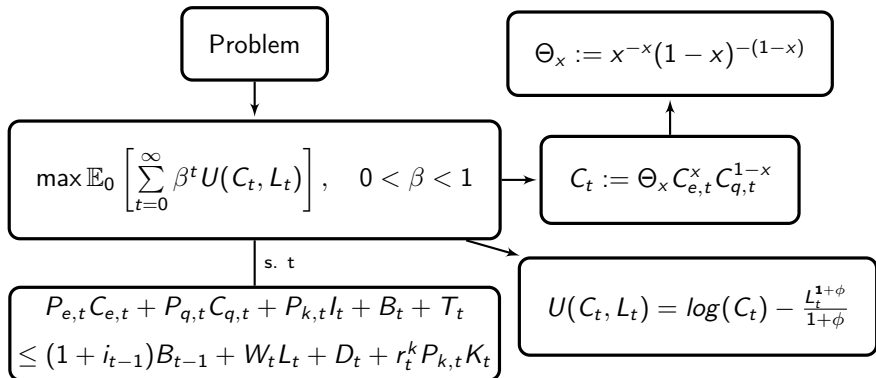 Problem
Θ_x := x^{-x}(1 − x)^{-(1−x)}
max 𝔼_0 [ ∑_{t=0}^{∞} β^t U(C_t, L_t) ] ,   0 < β < 1
C_t := Θ_x C_{e,t}^{x} C_{q,t}^{1−x}
s. t
P_{e,t}C_{e,t} + P_{q,t}C_{q,t} + P_{k,t}I_t + B_t + T_t
≤ (1 + i_{t−1})B_{t−1} + W_tL_t + D_t + r_t^k P_{k,t}K_t
U(C_t, L_t) = log(C_t) − \frac{L_t^{1+ϕ}}{1+ϕ}